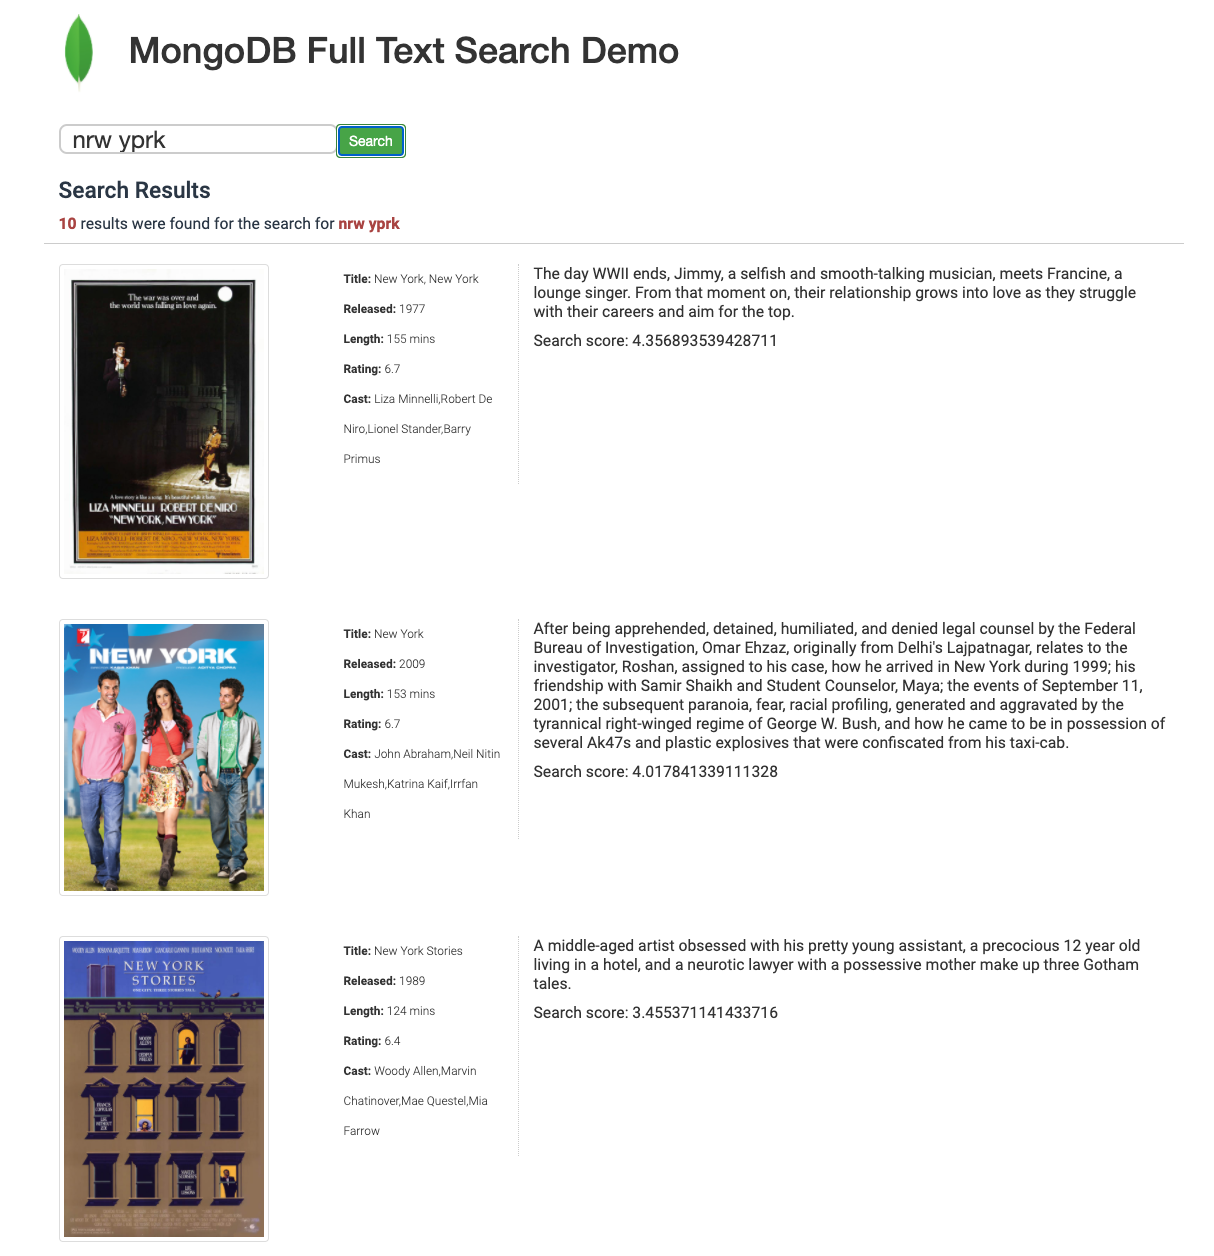 MongoDB Full Text Search Demo
nrw yprk
Search
Search Results
10 results were found for the search for nrw yprk
The war was over and
the world was falling in love again.
A love story is like a song. It's beautiful while it lasts.
LIZA MINNELLI ROBERT DE NIRO
"NEW YORK, NEW YORK"
Title: New York, New York
Released: 1977
Length: 155 mins
Rating: 6.7
Cast: Liza Minnelli,Robert De
Niro,Lionel Stander,Barry
Primus
The day WWII ends, Jimmy, a selfish and smooth-talking musician, meets Francine, a
lounge singer. From that moment on, their relationship grows into love as they struggle
with their careers and aim for the top.
Search score: 4.356893539428711
NEW YORK
Title: New York
Released: 2009
Length: 153 mins
Rating: 6.7
Cast: John Abraham,Neil Nitin
Mukesh,Katrina Kaif,Irrfan
Khan
After being apprehended, detained, humiliated, and denied legal counsel by the Federal
Bureau of Investigation, Omar Ehzaz, originally from Delhi's Lajpatnagar, relates to the
investigator, Roshan, assigned to his case, how he arrived in New York during 1999; his
friendship with Samir Shaikh and Student Counselor, Maya; the events of September 11,
2001; the subsequent paranoia, fear, racial profiling, generated and aggravated by the
tyrannical right-winged regime of George W. Bush, and how he came to be in possession of
several Ak47s and plastic explosives that were confiscated from his taxi-cab.
Search score: 4.017841339111328
NEW YORK
STORIES
Title: New York Stories
Released: 1989
Length: 124 mins
Rating: 6.4
Cast: Woody Allen,Marvin
Chatinover,Mae Questel,Mia
Farrow
A middle-aged artist obsessed with his pretty young assistant, a precocious 12 year old
living in a hotel, and a neurotic lawyer with a possessive mother make up three Gotham
tales.
Search score: 3.455371141433716